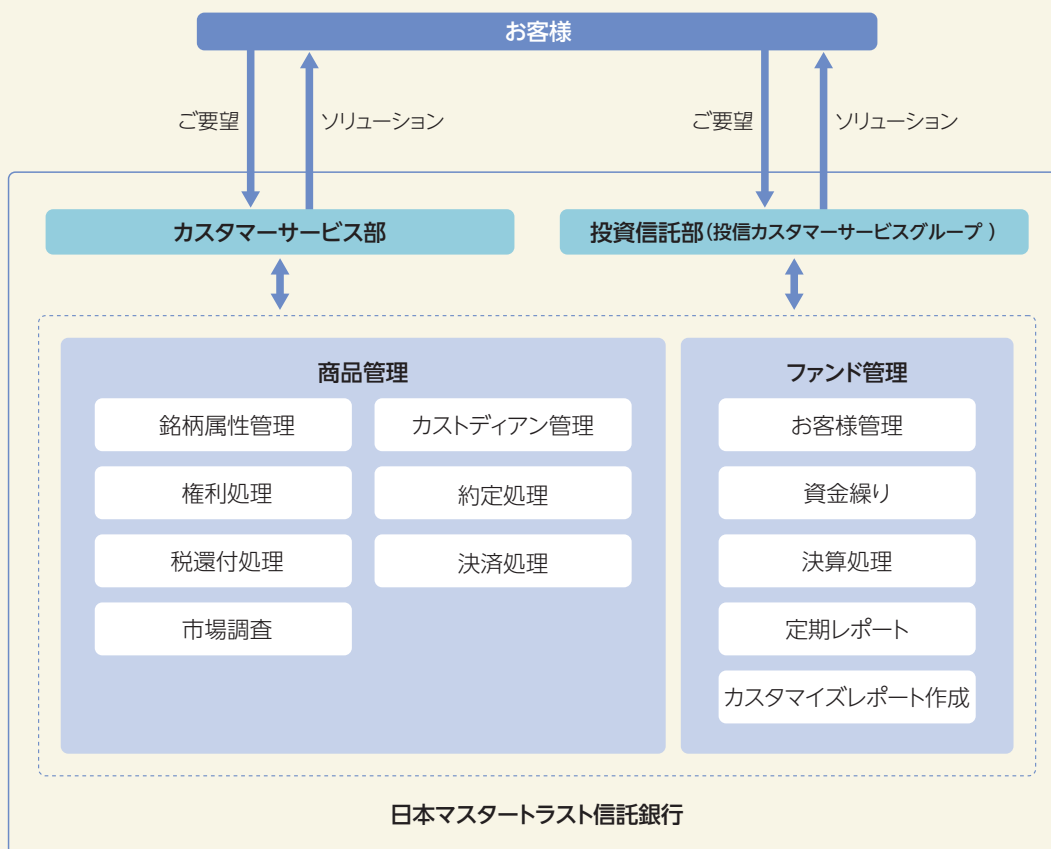 お客様
ご要望
ソリューション
ご要望
ソリューション
カスタマーサービス部
投資信託部(投信カスタマーサービスグループ )
商品管理
銘柄属性管理
カストディアン管理
権利処理
約定処理
税還付処理
決済処理
市場調査
ファンド管理
お客様管理
資金繰り
決算処理
定期レポート
カスタマイズレポート作成
日本マスタートラスト信託銀行